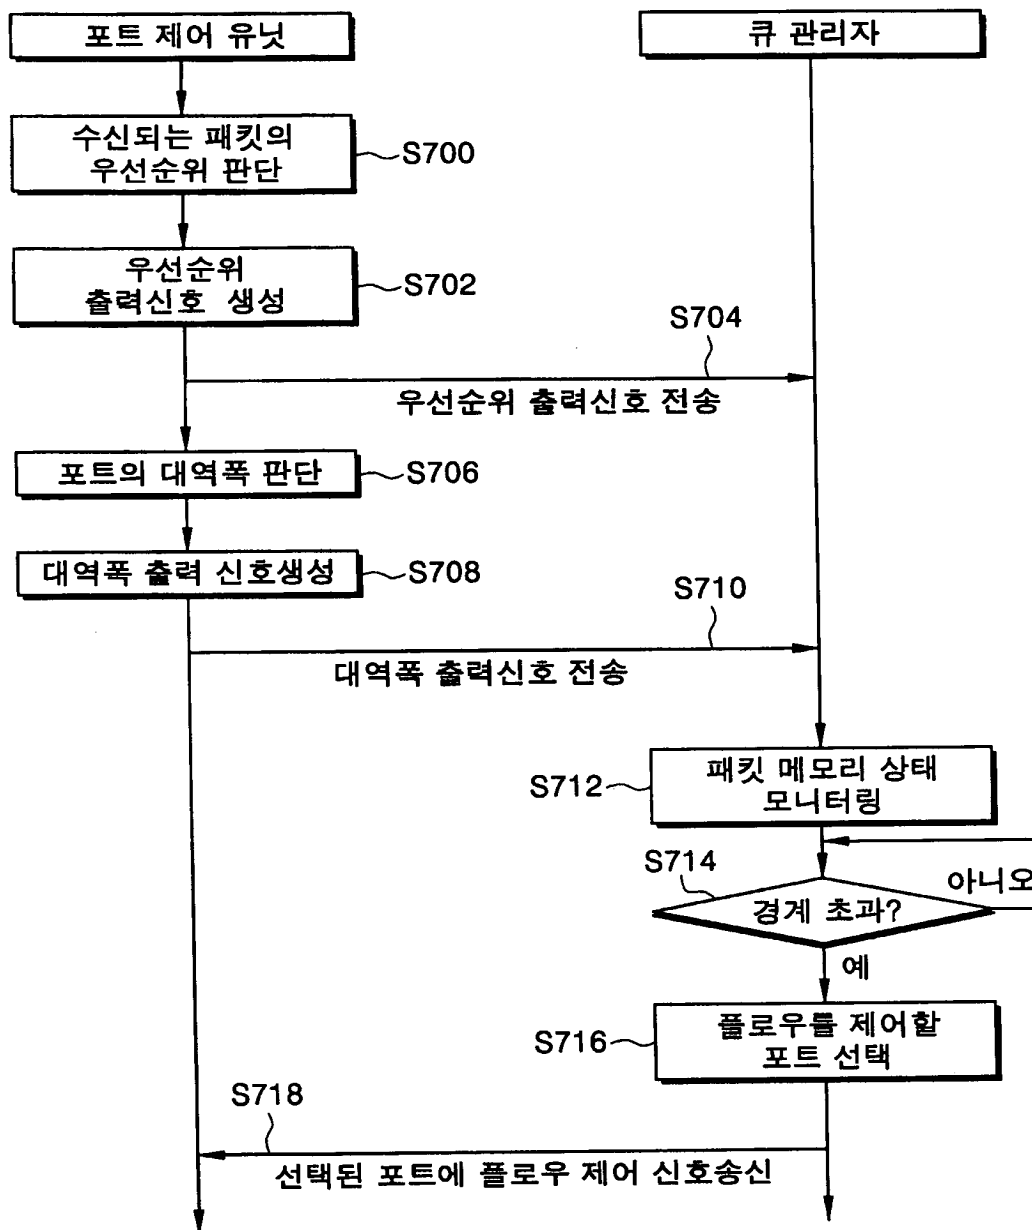 포트 제어 유닛
큐 관리자
수신되는 패킷의
우선순위 판단
S700
우선순위
출력신호 생성
S702
S704
우선순위 출력신호 전송
포트의 대역폭 판단
S706
대역폭 출력 신호생성
S708
S710
대역폭 출력신호 전송
S712
패킷 메모리 상태
모니터링
S714
경계 초과?
아니오
예
S716
플로우를 제어할
포트 선택
S718
선택된 포트에 플로우 제어 신호송신